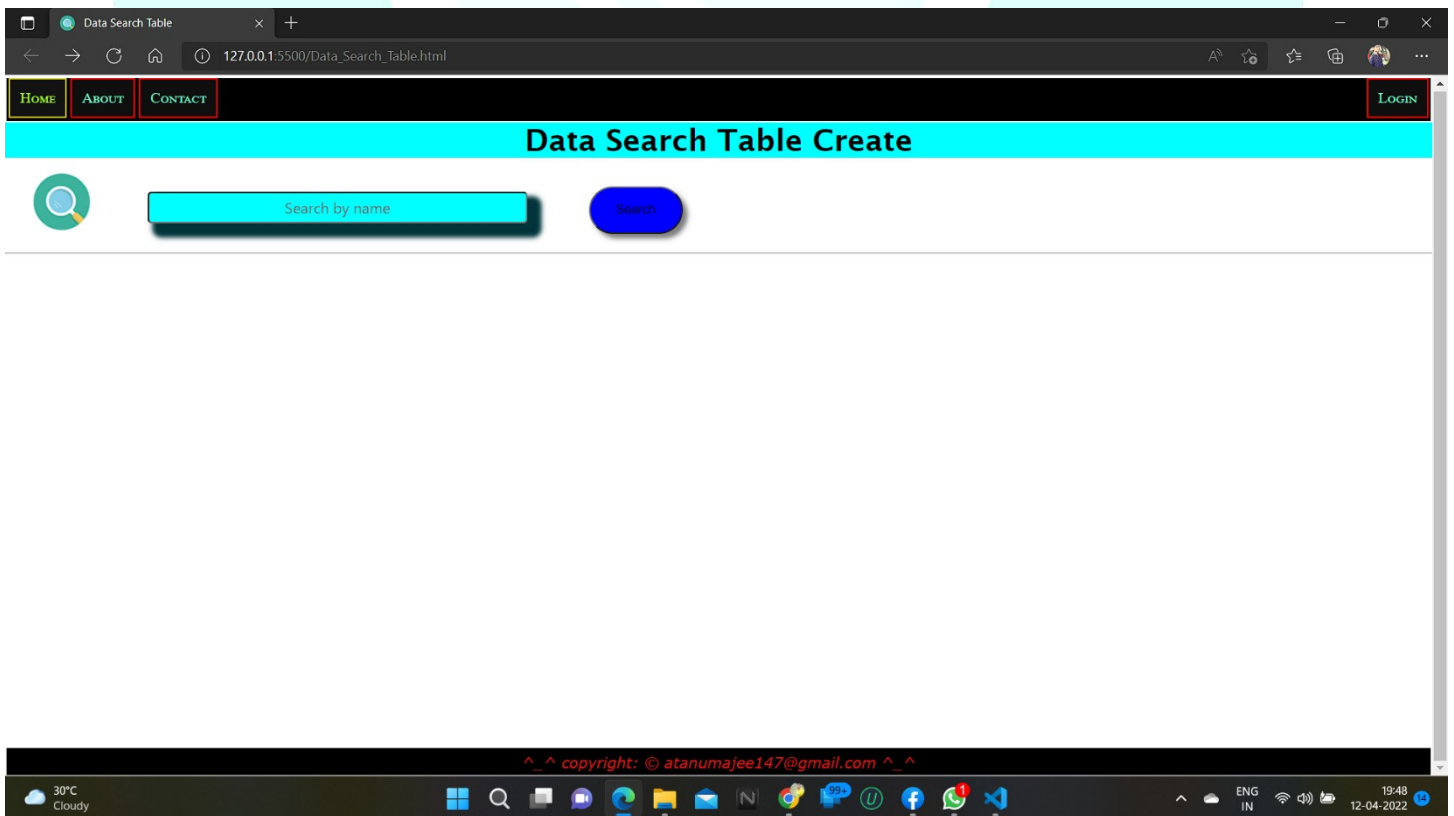 Data Search Table
127.0.0.1:5500/Data_Search_Table.html
Home About Contact Login
Data Search Table Create
Search by name Search
^_^ copyright: © atanumajee147@gmail.com ^_^
30°C
Cloudy
99+
1
ENG
IN
19:48
12-04-2022
14